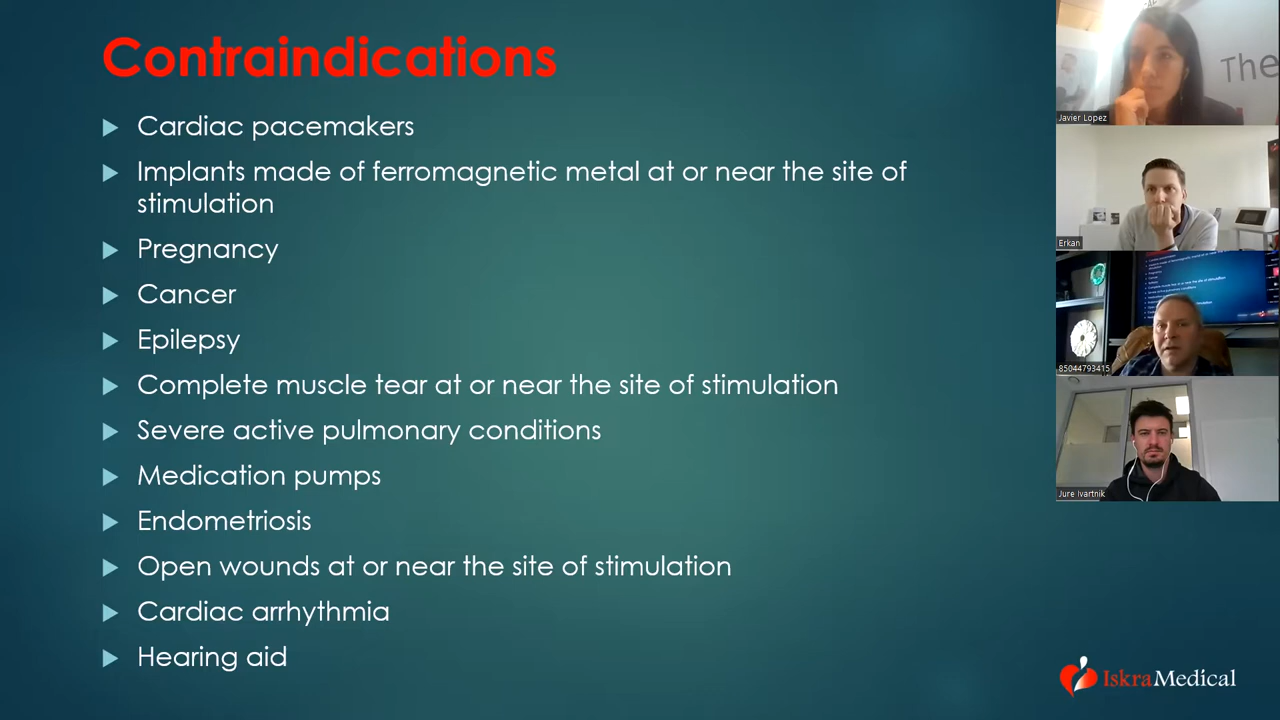 Contraindications
Cardiac pacemakers
Implants made of ferromagnetic metal at or near the site of
stimulation
Pregnancy
Cancer
Epilepsy
Complete muscle tear at or near the site of stimulation
Severe active pulmonary conditions
Medication pumps
Endometriosis
Open wounds at or near the site of stimulation
Cardiac arrhythmia
Hearing aid
The
Javier Lopez
Erkan
85044793415
Jure Ivartnik
IskraMedical